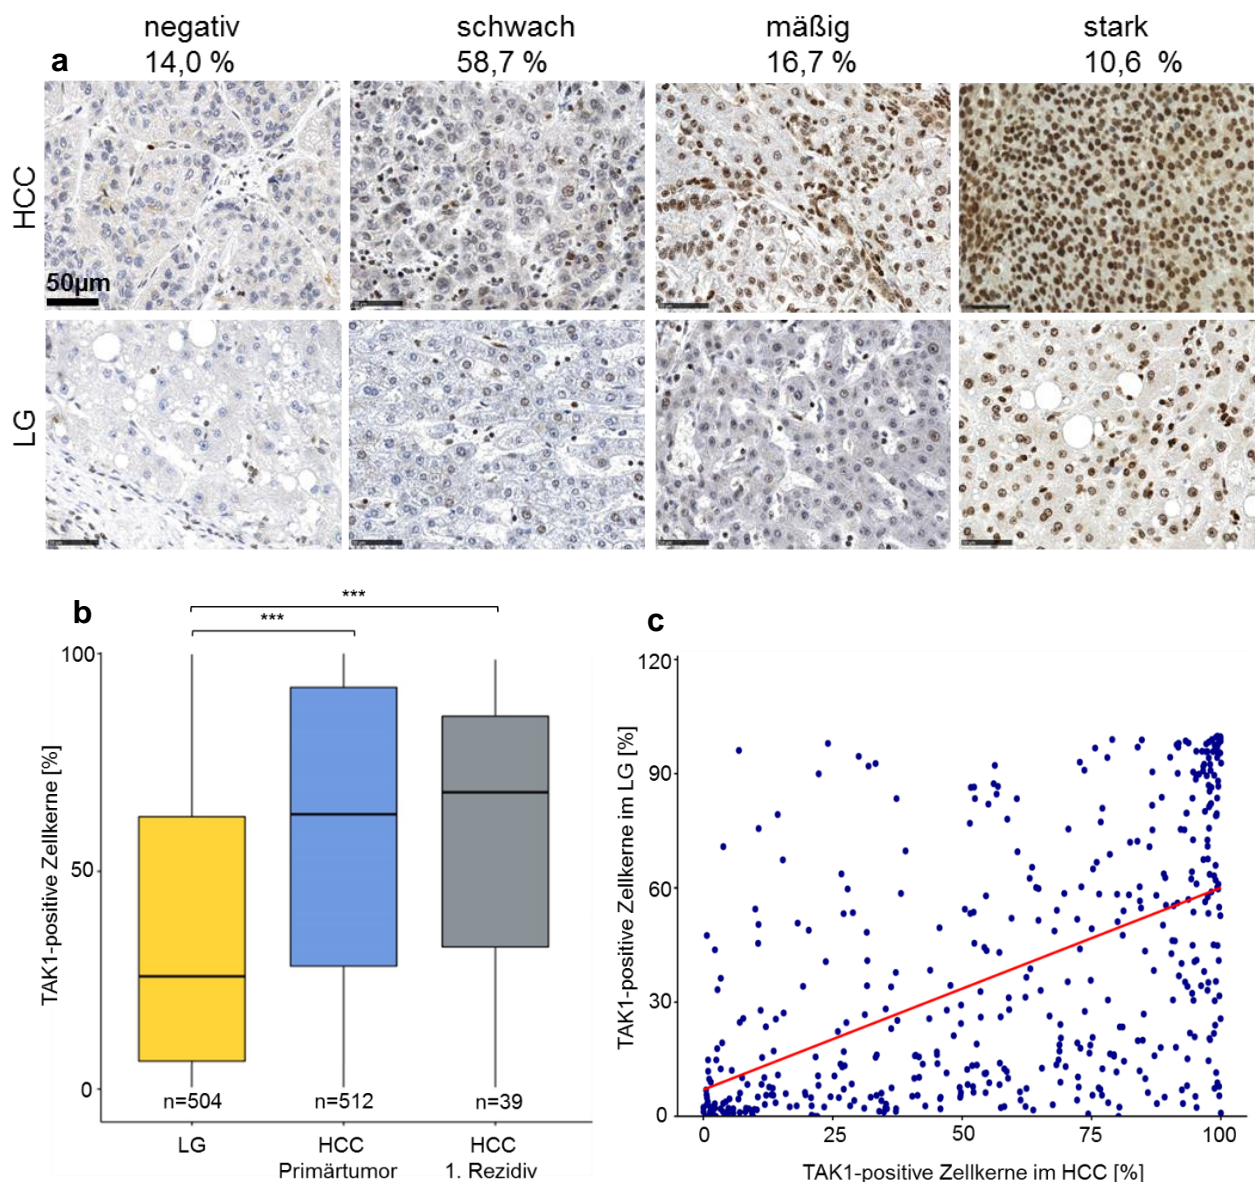 negativ schwach mäßig stark
a 14,0 % 58,7 % 16,7 % 10,6 %
HCC
50µm
LG
b
***
***
TAK1-positive Zellkerne [%]
100
50
0
n=504 n=512 n=39
LG HCC HCC
Primärtumor 1. Rezidiv
c
TAK1-positive Zellkerne im LG [%]
120
90
60
30
0
0 25 50 75 100
TAK1-positive Zellkerne im HCC [%]